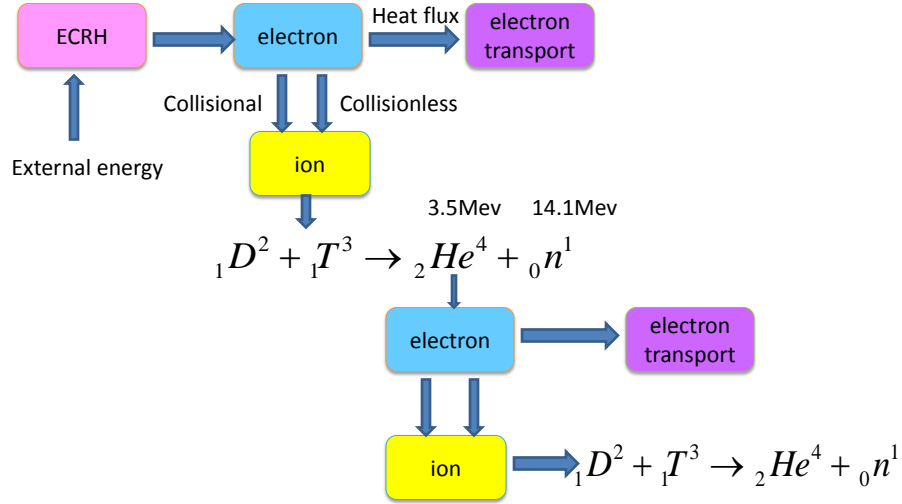 ECRH
electron
Heat flux
electron
transport
Collisional
Collisionless
External energy
ion
3.5Mev 14.1Mev
₁D² + ₁T³ → ₂He⁴ + ₀n¹
electron
electron
transport
ion
₁D² + ₁T³ → ₂He⁴ + ₀n¹